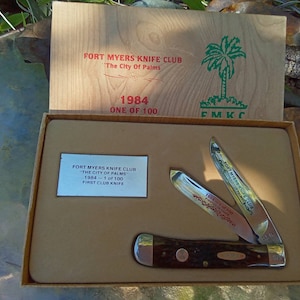 FORT MYERS KNIFE CLUB
"The City Of Palms"
1984
ONE OF 100
F M K C
FORT MYERS KNIFE CLUB
"THE CITY OF PALMS"
1984 — 1 of 100
FIRST CLUB KNIFE